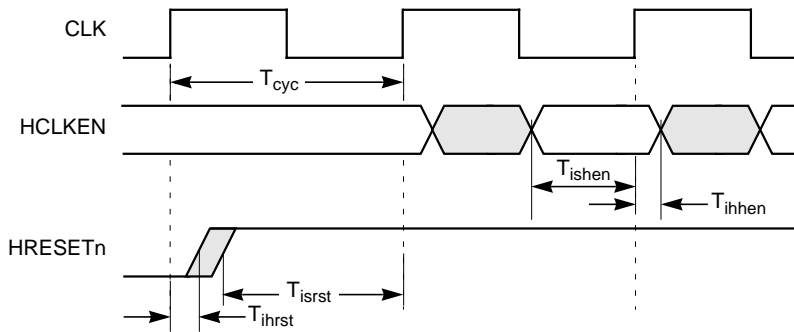 CLK
Tcyc
HCLKEN
Tishen
Tihhen
HRESETn
Tisrst
Tihrst